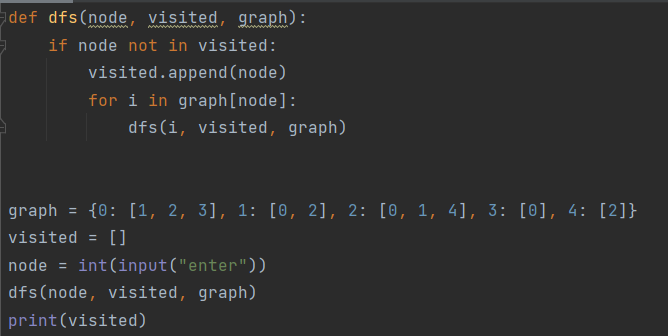 def dfs(node, visited, graph):
    if node not in visited:
        visited.append(node)
        for i in graph[node]:
            dfs(i, visited, graph)
graph = {0: [1, 2, 3], 1: [0, 2], 2: [0, 1, 4], 3: [0], 4: [2]}
visited = []
node = int(input("enter"))
dfs(node, visited, graph)
print(visited)